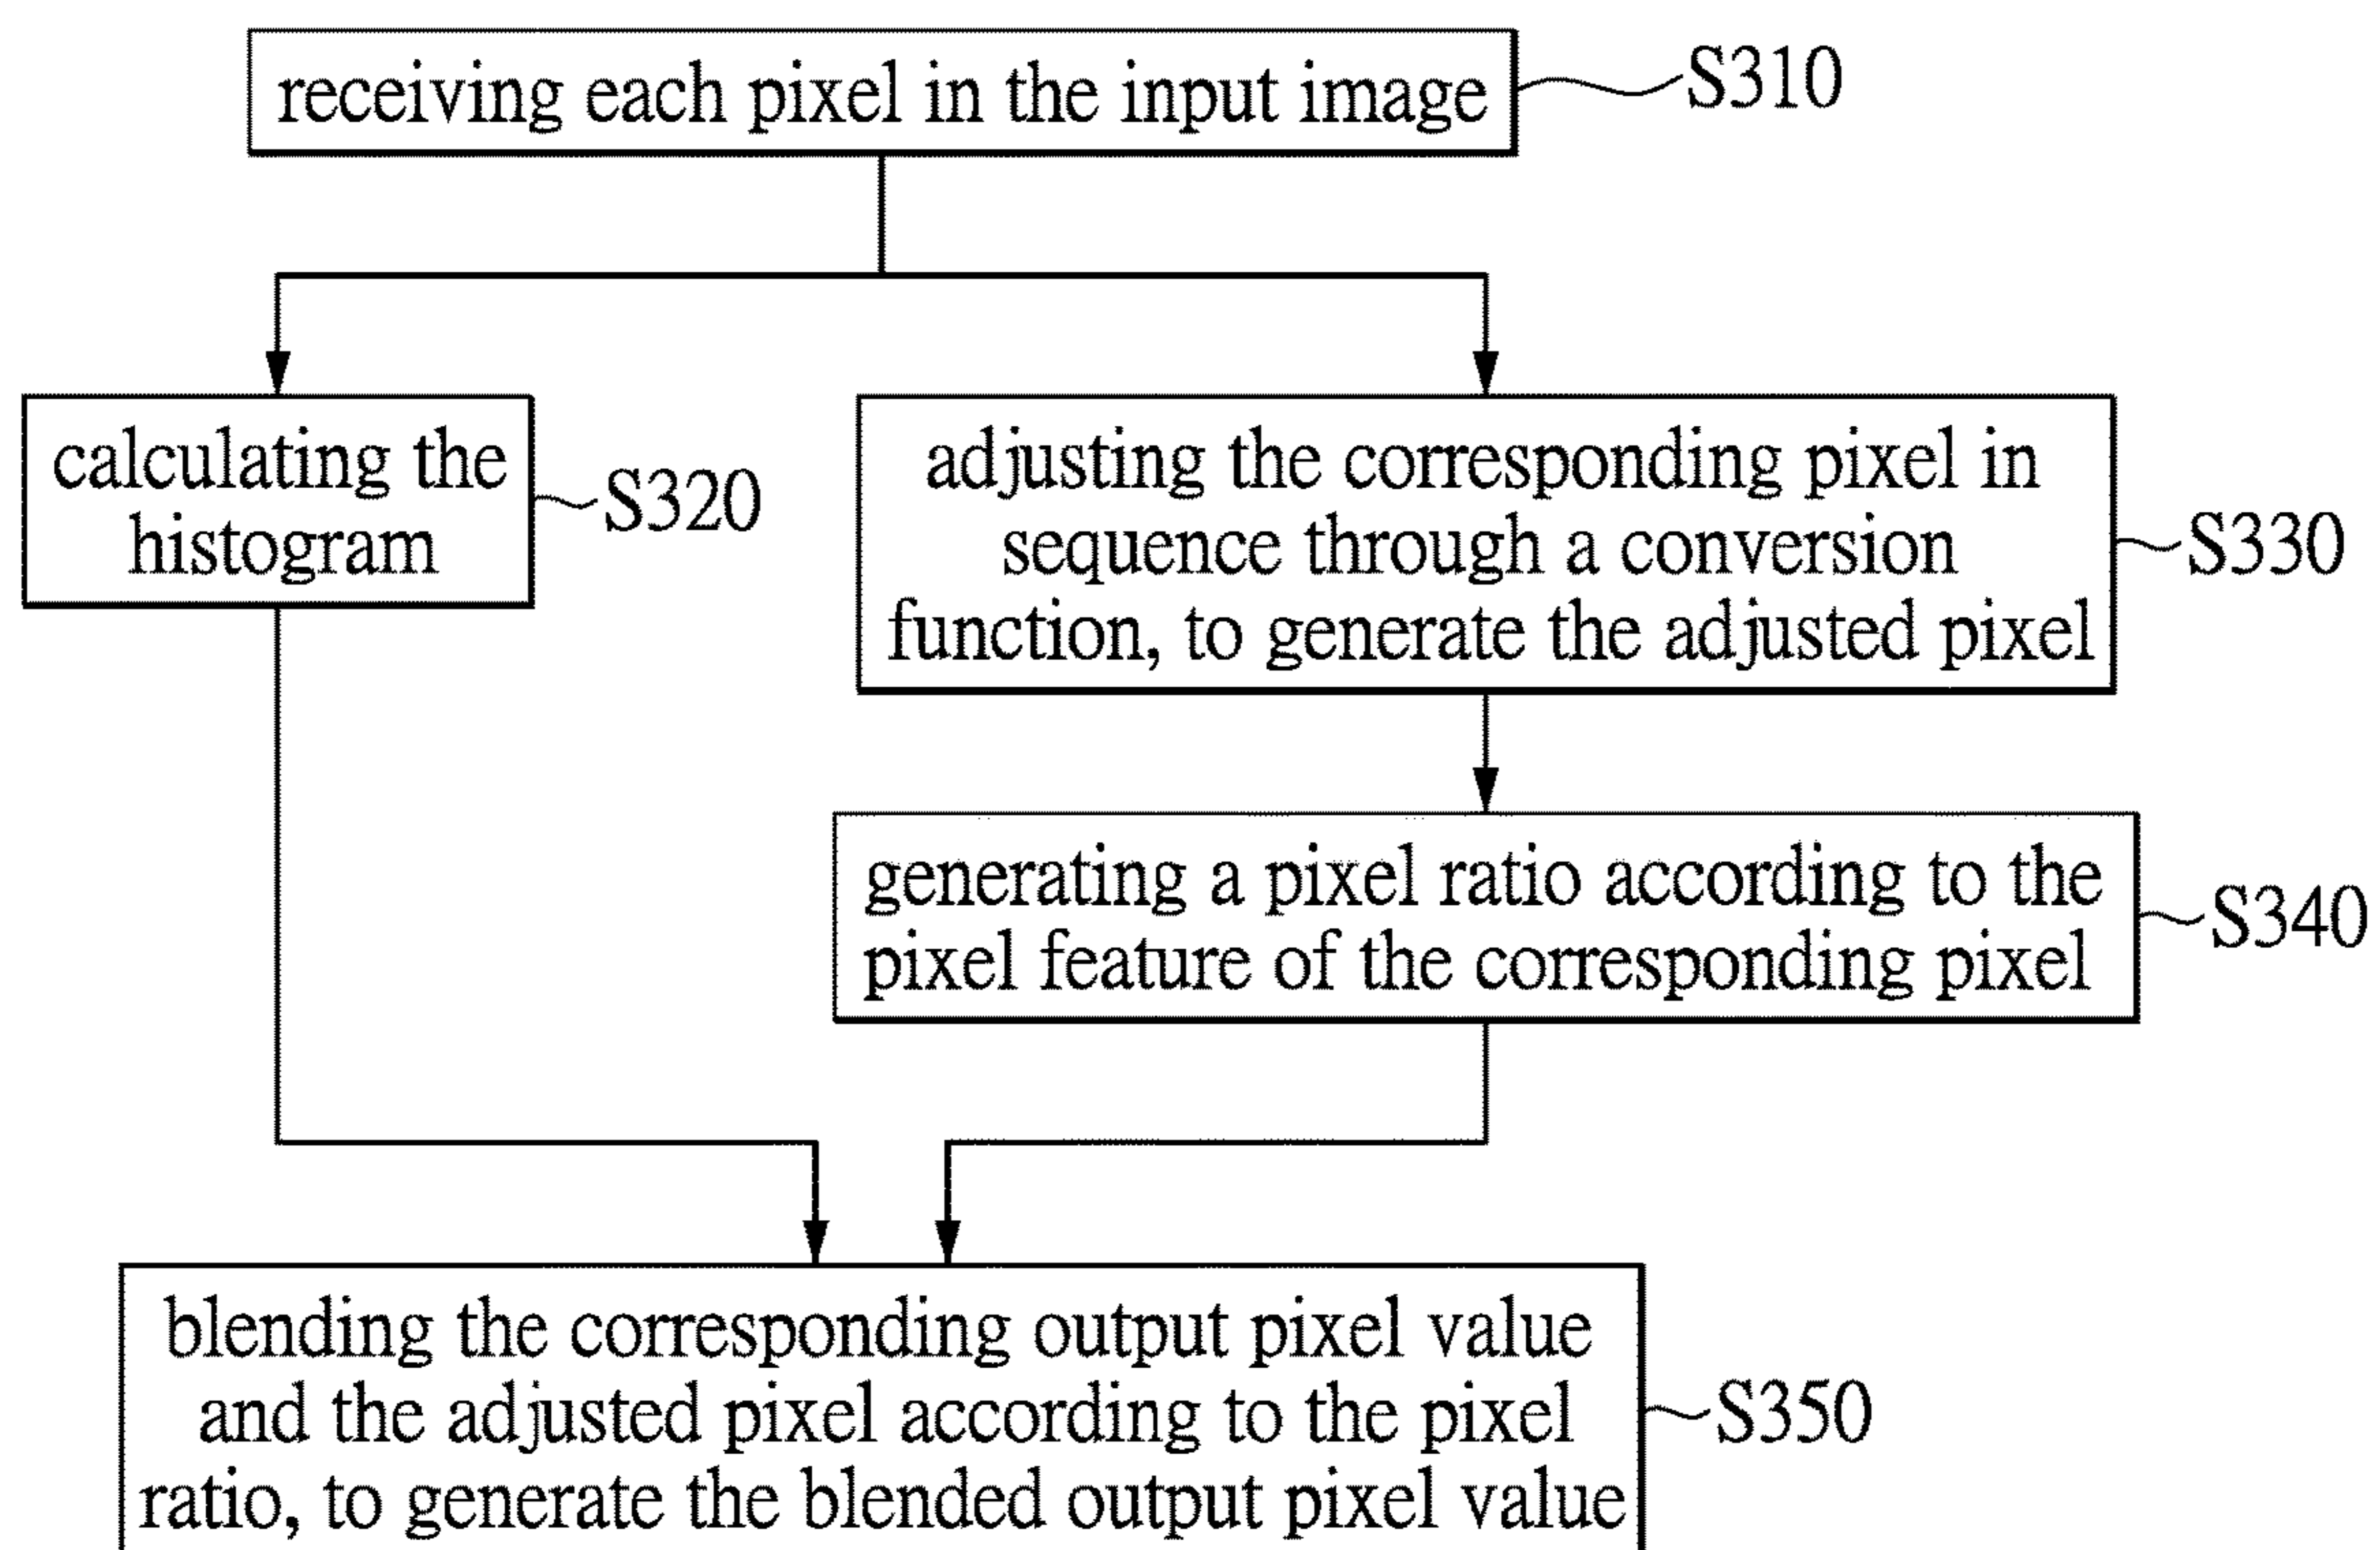 receiving each pixel in the input image
S310
calculating the
histogram
S320
adjusting the corresponding pixel in
sequence through a conversion
function, to generate the adjusted pixel
S330
generating a pixel ratio according to the
pixel feature of the corresponding pixel
S340
blending the corresponding output pixel value
and the adjusted pixel according to the pixel
ratio, to generate the blended output pixel value
S350